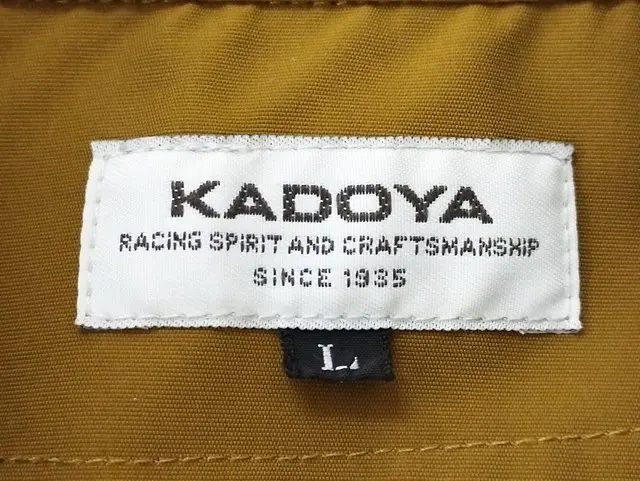 KADOYA
RACING SPIRIT AND CRAFTSMANSHIP
SINCE 1935
L